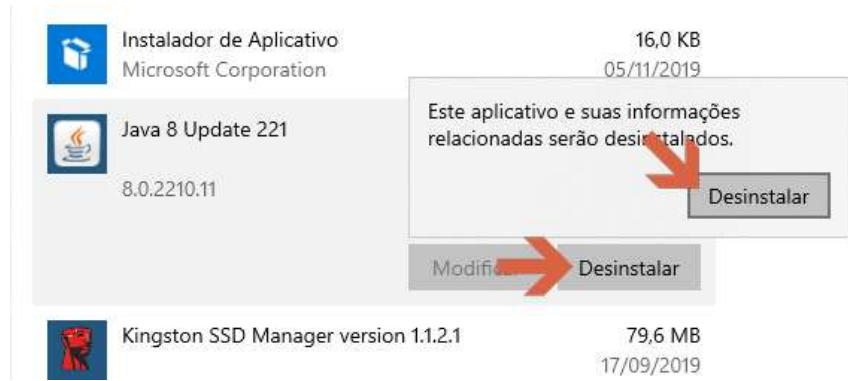 Instalador de Aplicativo
16,0 KB
Microsoft Corporation
05/11/2019
Java 8 Update 221
8.0.2210.11
Este aplicativo e suas informações
relacionadas serão desinstalados.
Desinstalar
Desinstalar
Kingston SSD Manager version 1.1.2.1
79,6 MB
17/09/2019